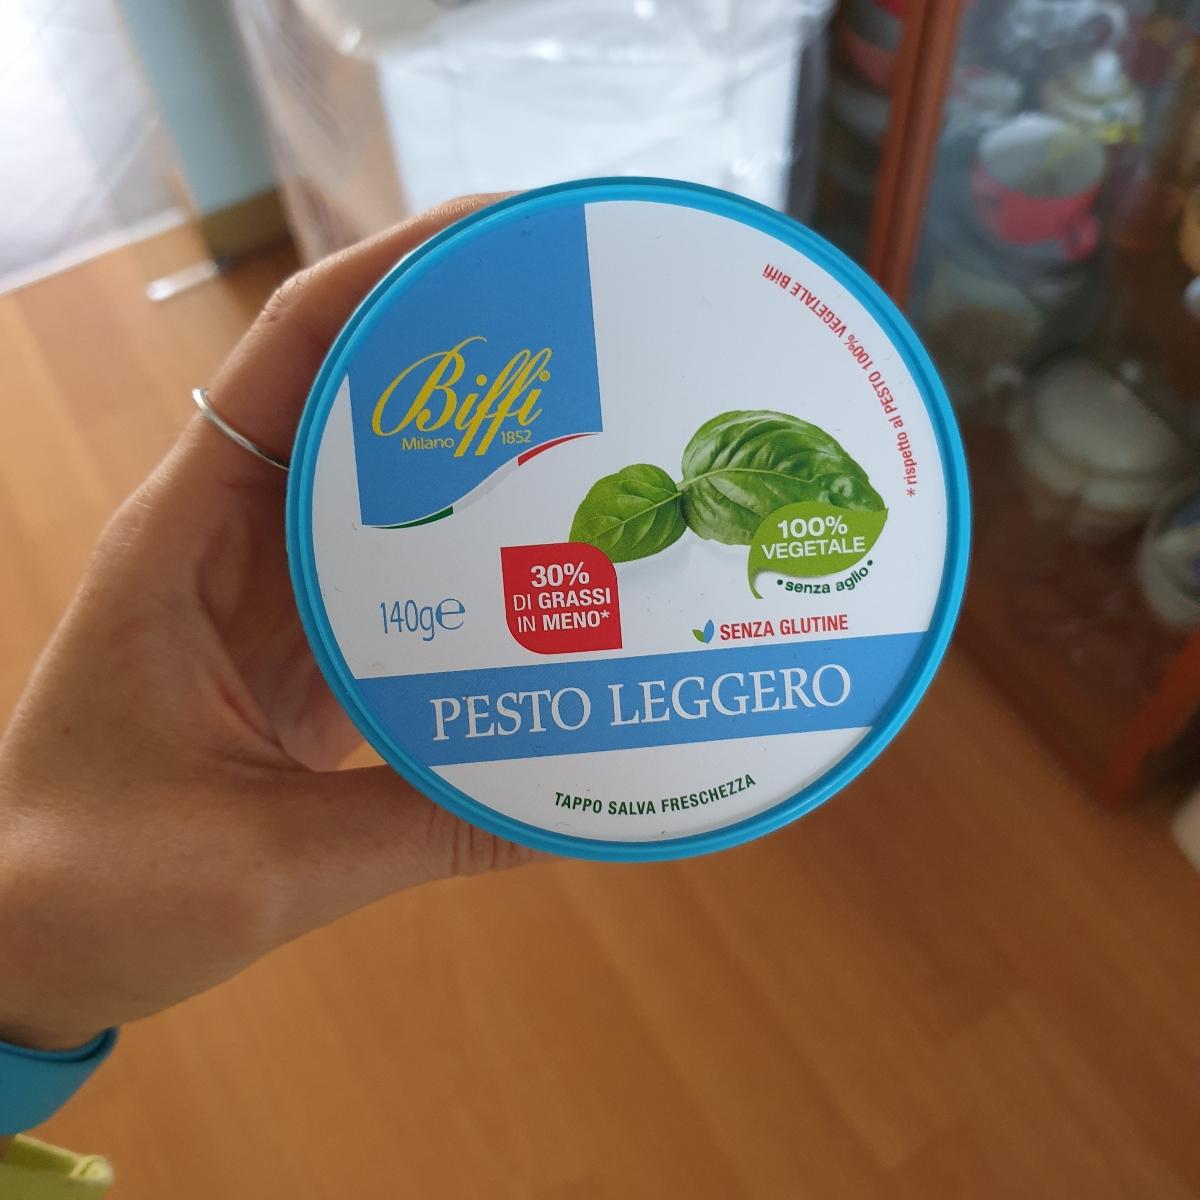 Biffi
Milano 1852
* rispetto al PESTO 100% VEGETALE Biffi
100%
VEGETALE
• senza aglio •
30%
DI GRASSI
IN MENO*
140g e
SENZA GLUTINE
PESTO LEGGERO
TAPPO SALVA FRESCHEZZA